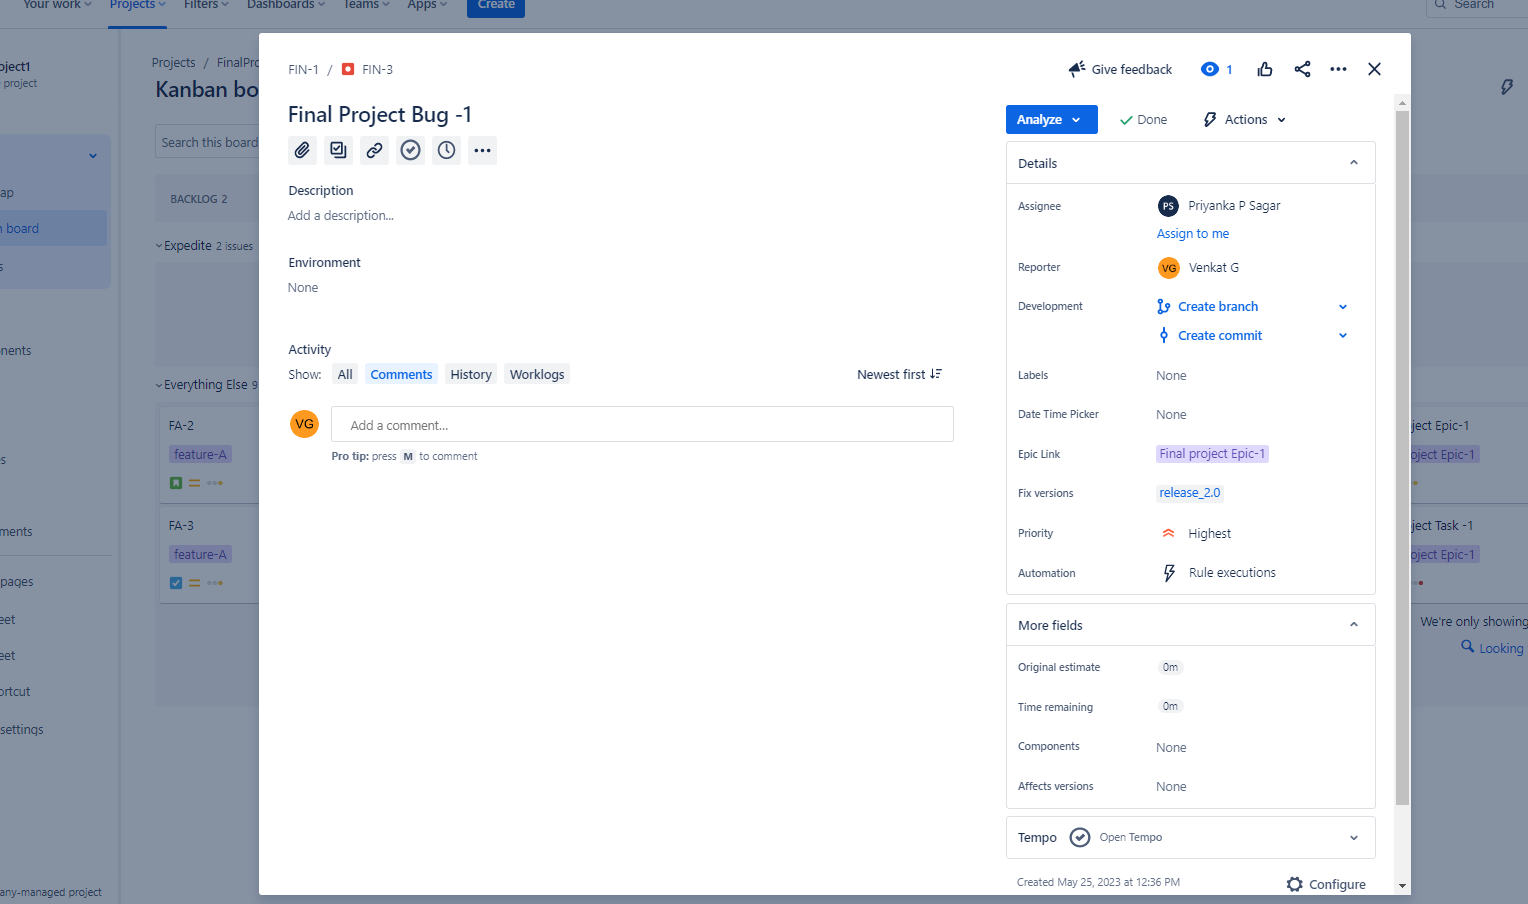 Your work
Projects
Filters
Dashboards
Teams
Apps
Create
Search
oject1
project
ap
board
s
onents
es
ments
pages
eet
eet
ortcut
settings
any-managed project
Projects / FinalPro
Kanban bo
Search this board
BACKLOG 2
Expedite 2 issues
Everything Else 9
FA-2
feature-A
FA-3
feature-A
FIN-1 / FIN-3
Give feedback
1
Final Project Bug -1
Description
Add a description...
Environment
None
Activity
Show: All Comments History Worklogs
Newest first
VG
Add a comment...
Pro tip: press M to comment
Analyze
Done
Actions
Details
Assignee
PS Priyanka P Sagar
Assign to me
Reporter
VG Venkat G
Development
Create branch
Create commit
Labels
None
Date Time Picker
None
Epic Link
Final project Epic-1
Fix versions
release_2.0
Priority
Highest
Automation
Rule executions
More fields
Original estimate
0m
Time remaining
0m
Components
None
Affects versions
None
Tempo
Open Tempo
Created May 25, 2023 at 12:36 PM
Configure
ject Epic-1
oject Epic-1
ject Task -1
oject Epic-1
We're only showing
Looking